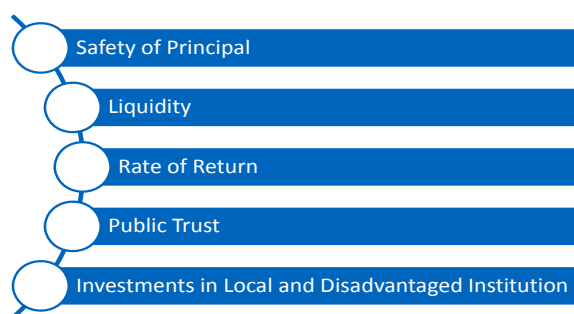 Safety of Principal
Liquidity
Rate of Return
Public Trust
Investments in Local and Disadvantaged Institution